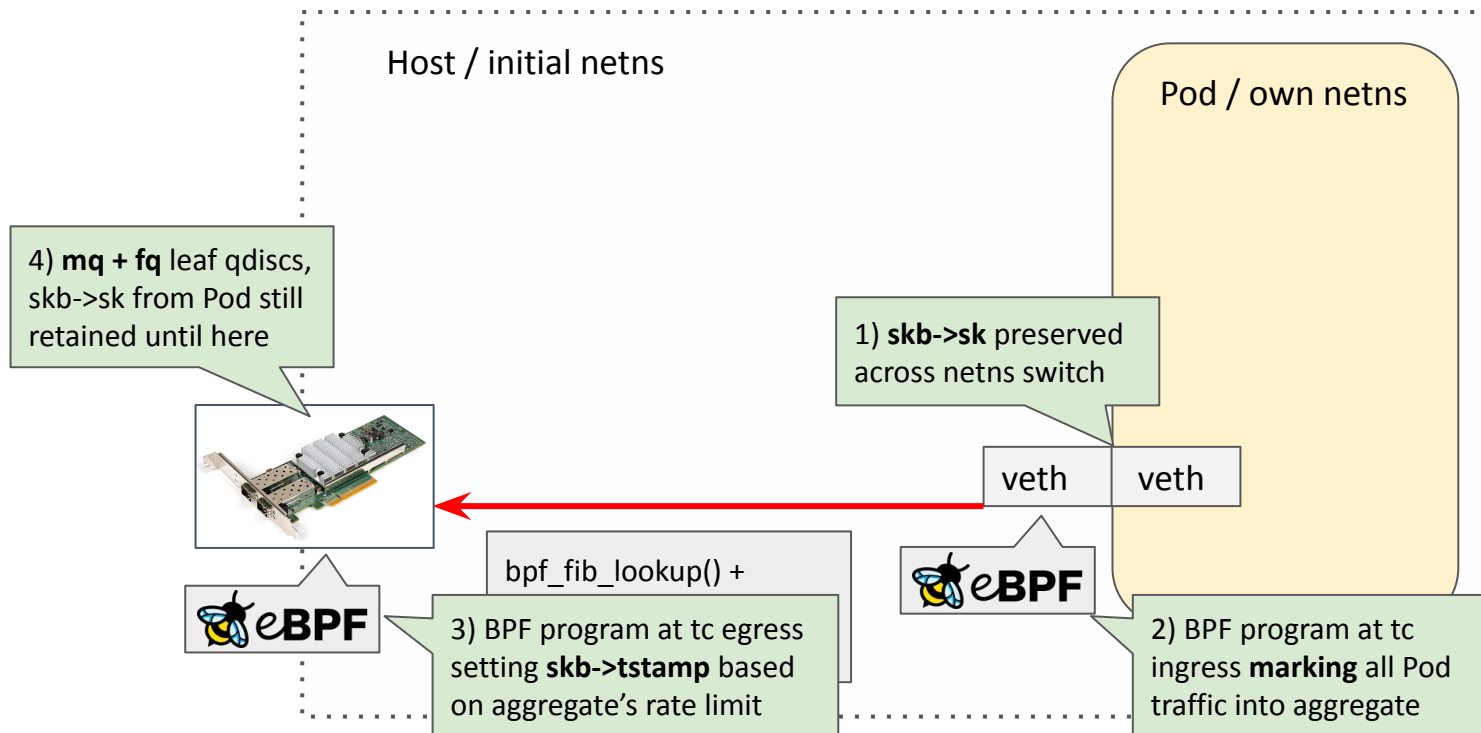 Host / initial netns
Pod / own netns
4) mq + fq leaf qdiscs,
skb->sk from Pod still
retained until here
1) skb->sk preserved
across netns switch
veth
veth
bpf_fib_lookup() +
eBPF
eBPF
3) BPF program at tc egress
setting skb->tstamp based
on aggregate’s rate limit
2) BPF program at tc
ingress marking all Pod
traffic into aggregate